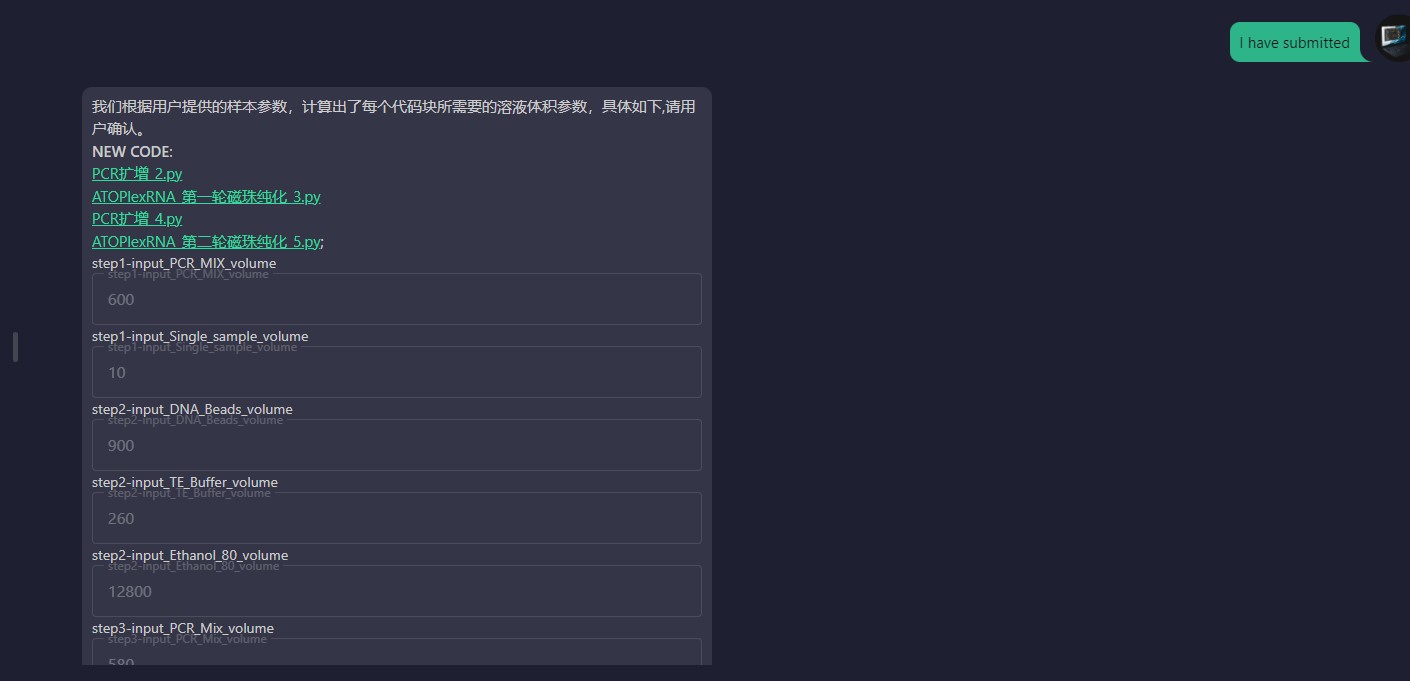 I have submitted
我们根据用户提供的样本参数，计算出了每个代码块所需要的溶液体积参数，具体如下,请用
户确认。
NEW CODE:
PCR扩增_2.py
ATOPlexRNA_第一轮磁珠纯化_3.py
PCR扩增_4.py
ATOPlexRNA_第二轮磁珠纯化_5.py;
step1-input_PCR_MIX_volume
step1-input_PCR_MIX_volume
600
step1-input_Single_sample_volume
step1-input_Single_sample_volume
10
step2-input_DNA_Beads_volume
step2-input_DNA_Beads_volume
900
step2-input_TE_Buffer_volume
step2-input_TE_Buffer_volume
260
step2-input_Ethanol_80_volume
step2-input_Ethanol_80_volume
12800
step3-input_PCR_Mix_volume
step3-input_PCR_Mix_volume
580